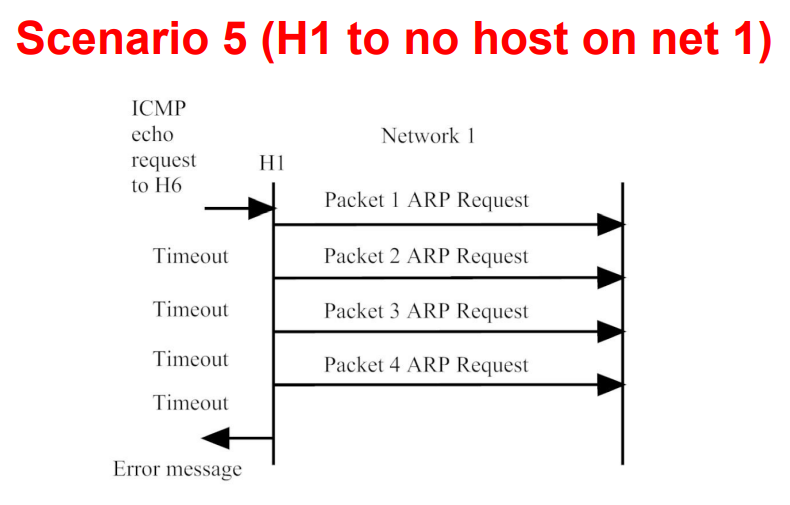 Scenario 5 (H1 to no host on net 1)
ICMP
echo
request
to H6
Network 1
H1
Packet 1 ARP Request
Timeout
Packet 2 ARP Request
Timeout
Packet 3 ARP Request
Timeout
Packet 4 ARP Request
Timeout
Error message